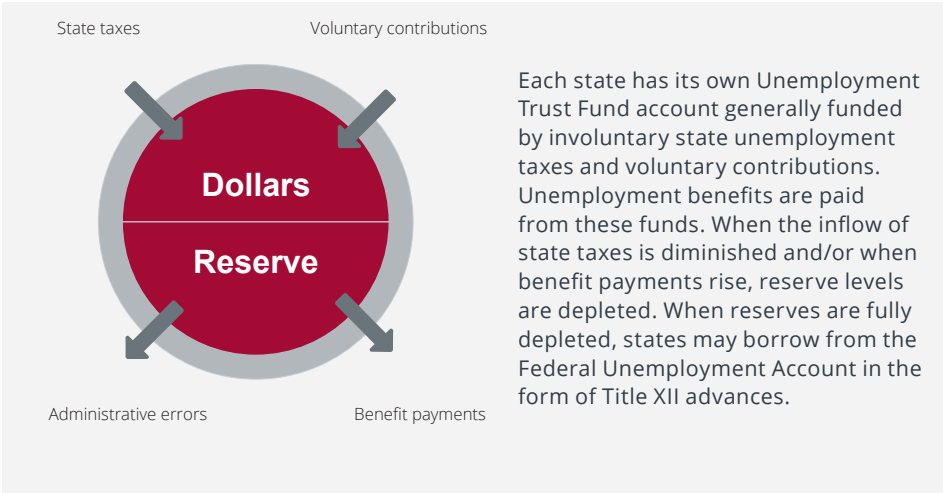 State taxes
Voluntary contributions
Dollars
Reserve
Administrative errors
Benefit payments
Each state has its own Unemployment
Trust Fund account generally funded
by involuntary state unemployment
taxes and voluntary contributions.
Unemployment benefits are paid
from these funds. When the inflow of
state taxes is diminished and/or when
benefit payments rise, reserve levels
are depleted. When reserves are fully
depleted, states may borrow from the
Federal Unemployment Account in the
form of Title XII advances.